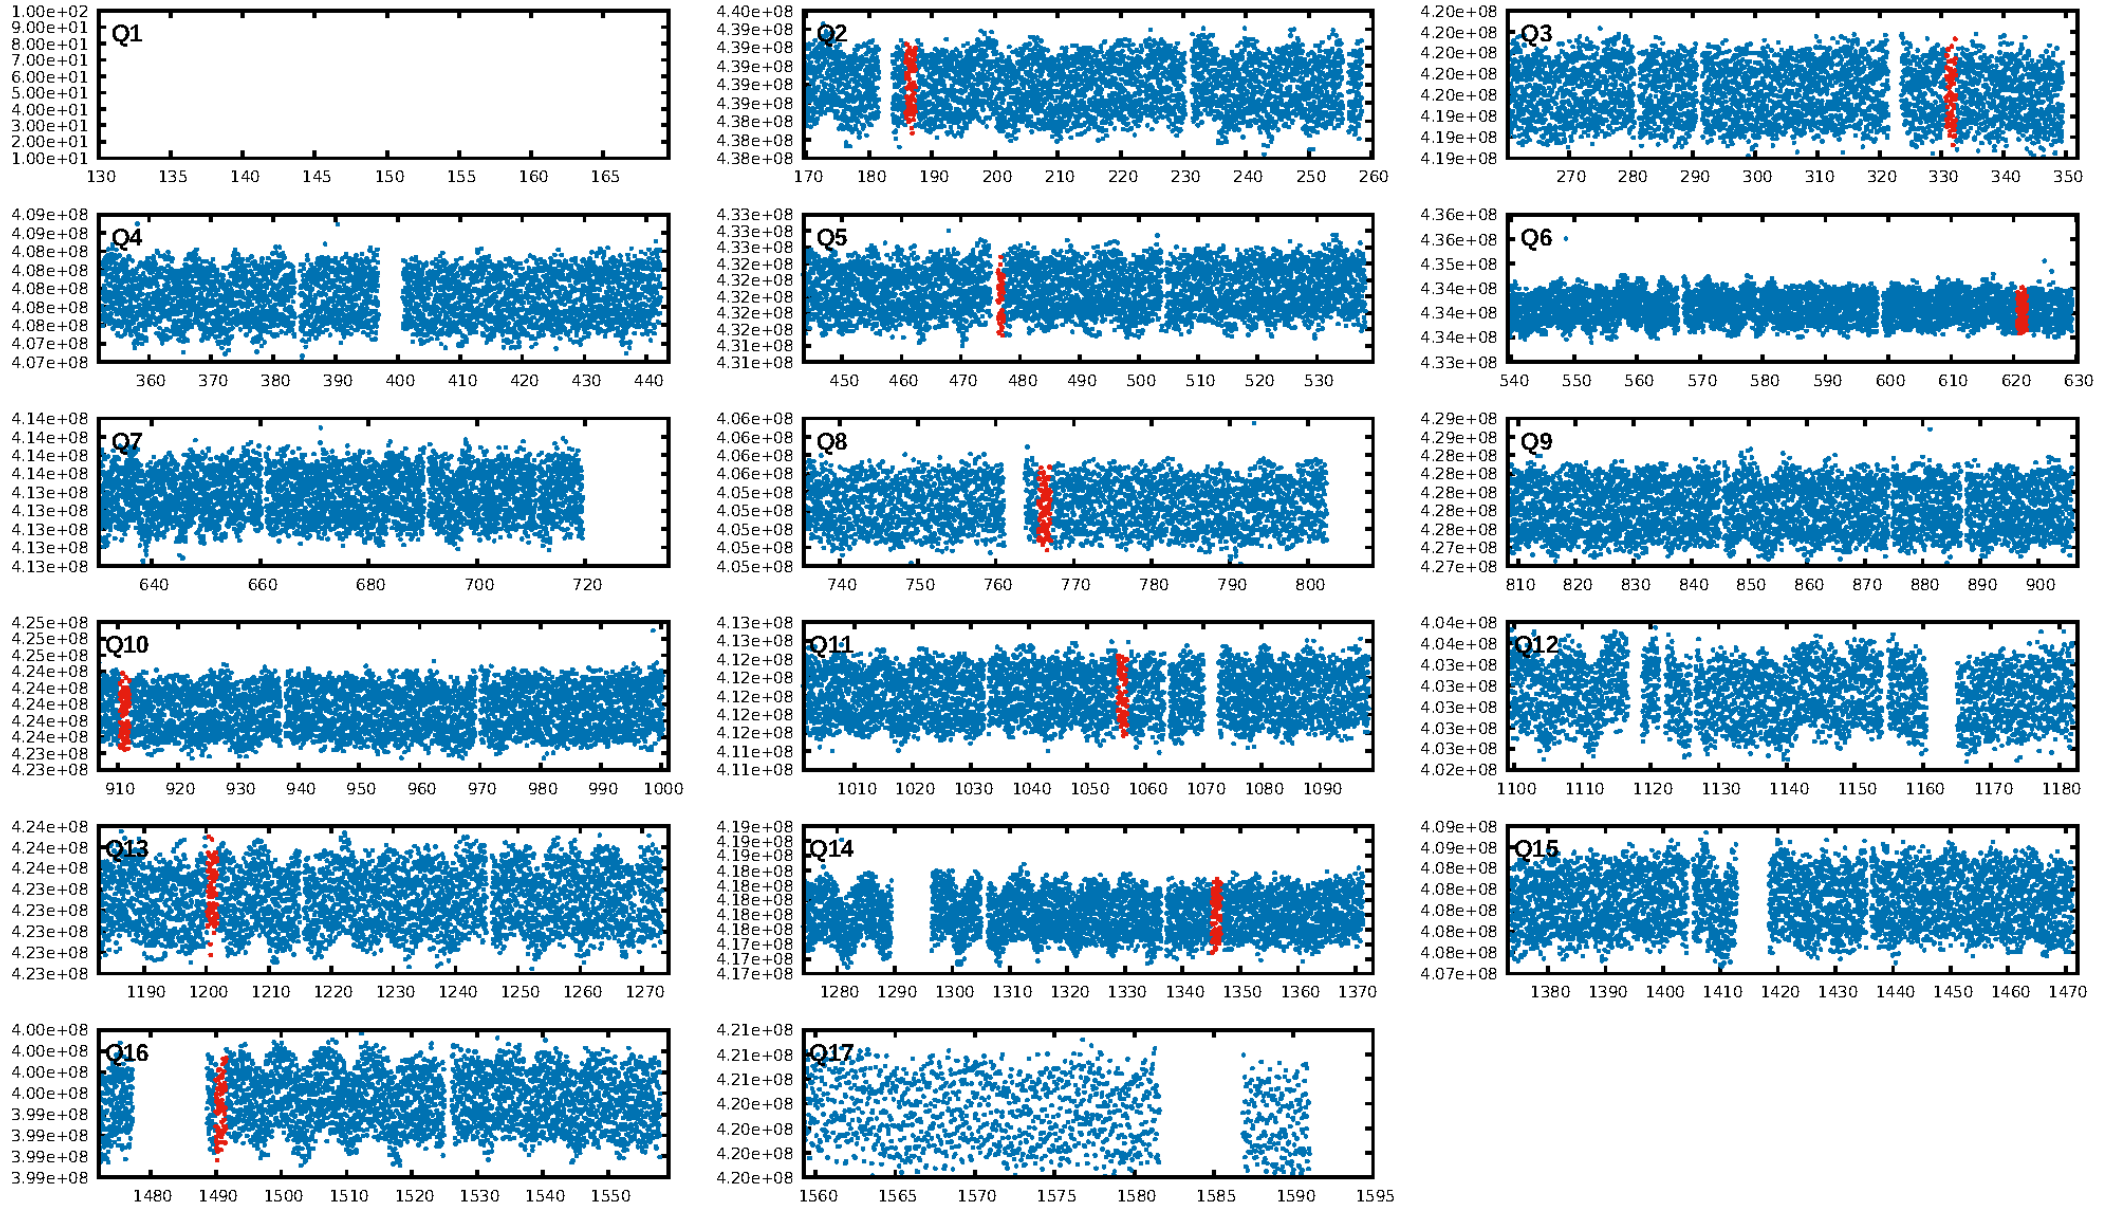 1.00e+02
9.00e+01
8.00e+01
7.00e+01
6.00e+01
5.00e+01
4.00e+01
3.00e+01
2.00e+01
1.00e+01
Q1
130 135 140 145 150 155 160 165
4.40e+08
4.39e+08
4.39e+08
4.39e+08
4.39e+08
4.39e+08
4.38e+08
4.38e+08
4.38e+08
Q2
170 180 190 200 210 220 230 240 250 260
4.20e+08
4.20e+08
4.20e+08
4.20e+08
4.20e+08
4.19e+08
4.19e+08
4.19e+08
Q3
270 280 290 300 310 320 330 340 350
4.09e+08
4.09e+08
4.08e+08
4.08e+08
4.08e+08
4.08e+08
4.08e+08
4.07e+08
4.07e+08
Q4
360 370 380 390 400 410 420 430 440
4.33e+08
4.33e+08
4.33e+08
4.32e+08
4.32e+08
4.32e+08
4.32e+08
4.32e+08
4.31e+08
4.31e+08
Q5
450 460 470 480 490 500 510 520 530
4.36e+08
4.36e+08
4.35e+08
4.34e+08
4.34e+08
4.34e+08
4.33e+08
Q6
540 550 560 570 580 590 600 610 620 630
4.14e+08
4.14e+08
4.14e+08
4.14e+08
4.13e+08
4.13e+08
4.13e+08
4.13e+08
4.13e+08
Q7
640 660 680 700 720
4.06e+08
4.06e+08
4.06e+08
4.06e+08
4.05e+08
4.05e+08
4.05e+08
4.05e+08
4.05e+08
Q8
740 750 760 770 780 790 800
4.29e+08
4.29e+08
4.28e+08
4.28e+08
4.28e+08
4.28e+08
4.28e+08
4.27e+08
4.27e+08
Q9
810 820 830 840 850 860 870 880 890 900
4.25e+08
4.25e+08
4.25e+08
4.24e+08
4.24e+08
4.24e+08
4.24e+08
4.24e+08
4.23e+08
4.23e+08
Q10
910 920 930 940 950 960 970 980 990 1000
4.13e+08
4.13e+08
4.12e+08
4.12e+08
4.12e+08
4.12e+08
4.12e+08
4.11e+08
4.11e+08
Q11
1010 1020 1030 1040 1050 1060 1070 1080 1090
4.04e+08
4.04e+08
4.03e+08
4.03e+08
4.03e+08
4.03e+08
4.03e+08
4.02e+08
Q12
1100 1110 1120 1130 1140 1150 1160 1170 1180
4.24e+08
4.24e+08
4.24e+08
4.23e+08
4.23e+08
4.23e+08
4.23e+08
4.23e+08
Q13
1190 1200 1210 1220 1230 1240 1250 1260 1270
4.19e+08
4.19e+08
4.19e+08
4.18e+08
4.18e+08
4.18e+08
4.18e+08
4.18e+08
4.17e+08
4.17e+08
4.17e+08
Q14
1280 1290 1300 1310 1320 1330 1340 1350 1360 1370
4.09e+08
4.09e+08
4.08e+08
4.08e+08
4.08e+08
4.08e+08
4.08e+08
4.07e+08
Q15
1380 1390 1400 1410 1420 1430 1440 1450 1460 1470
4.00e+08
4.00e+08
4.00e+08
4.00e+08
3.99e+08
3.99e+08
3.99e+08
3.99e+08
Q16
1480 1490 1500 1510 1520 1530 1540 1550
4.21e+08
4.21e+08
4.21e+08
4.20e+08
4.20e+08
4.20e+08
4.20e+08
Q17
1560 1565 1570 1575 1580 1585 1590 1595